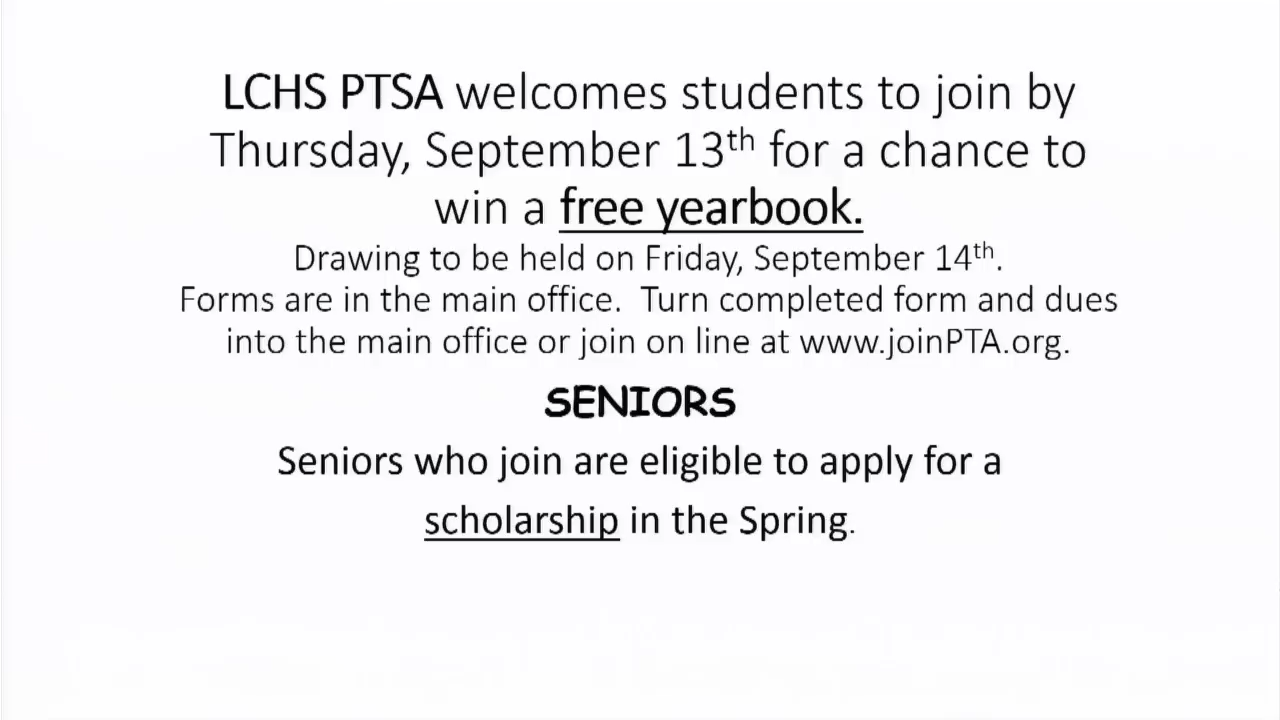 LCHS PTSA welcomes students to join by
Thursday, September 13th for a chance to
win a free yearbook.
Drawing to be held on Friday, September 14th.
Forms are in the main office.  Turn completed form and dues
into the main office or join on line at www.joinPTA.org.
SENIORS
Seniors who join are eligible to apply for a
scholarship in the Spring.